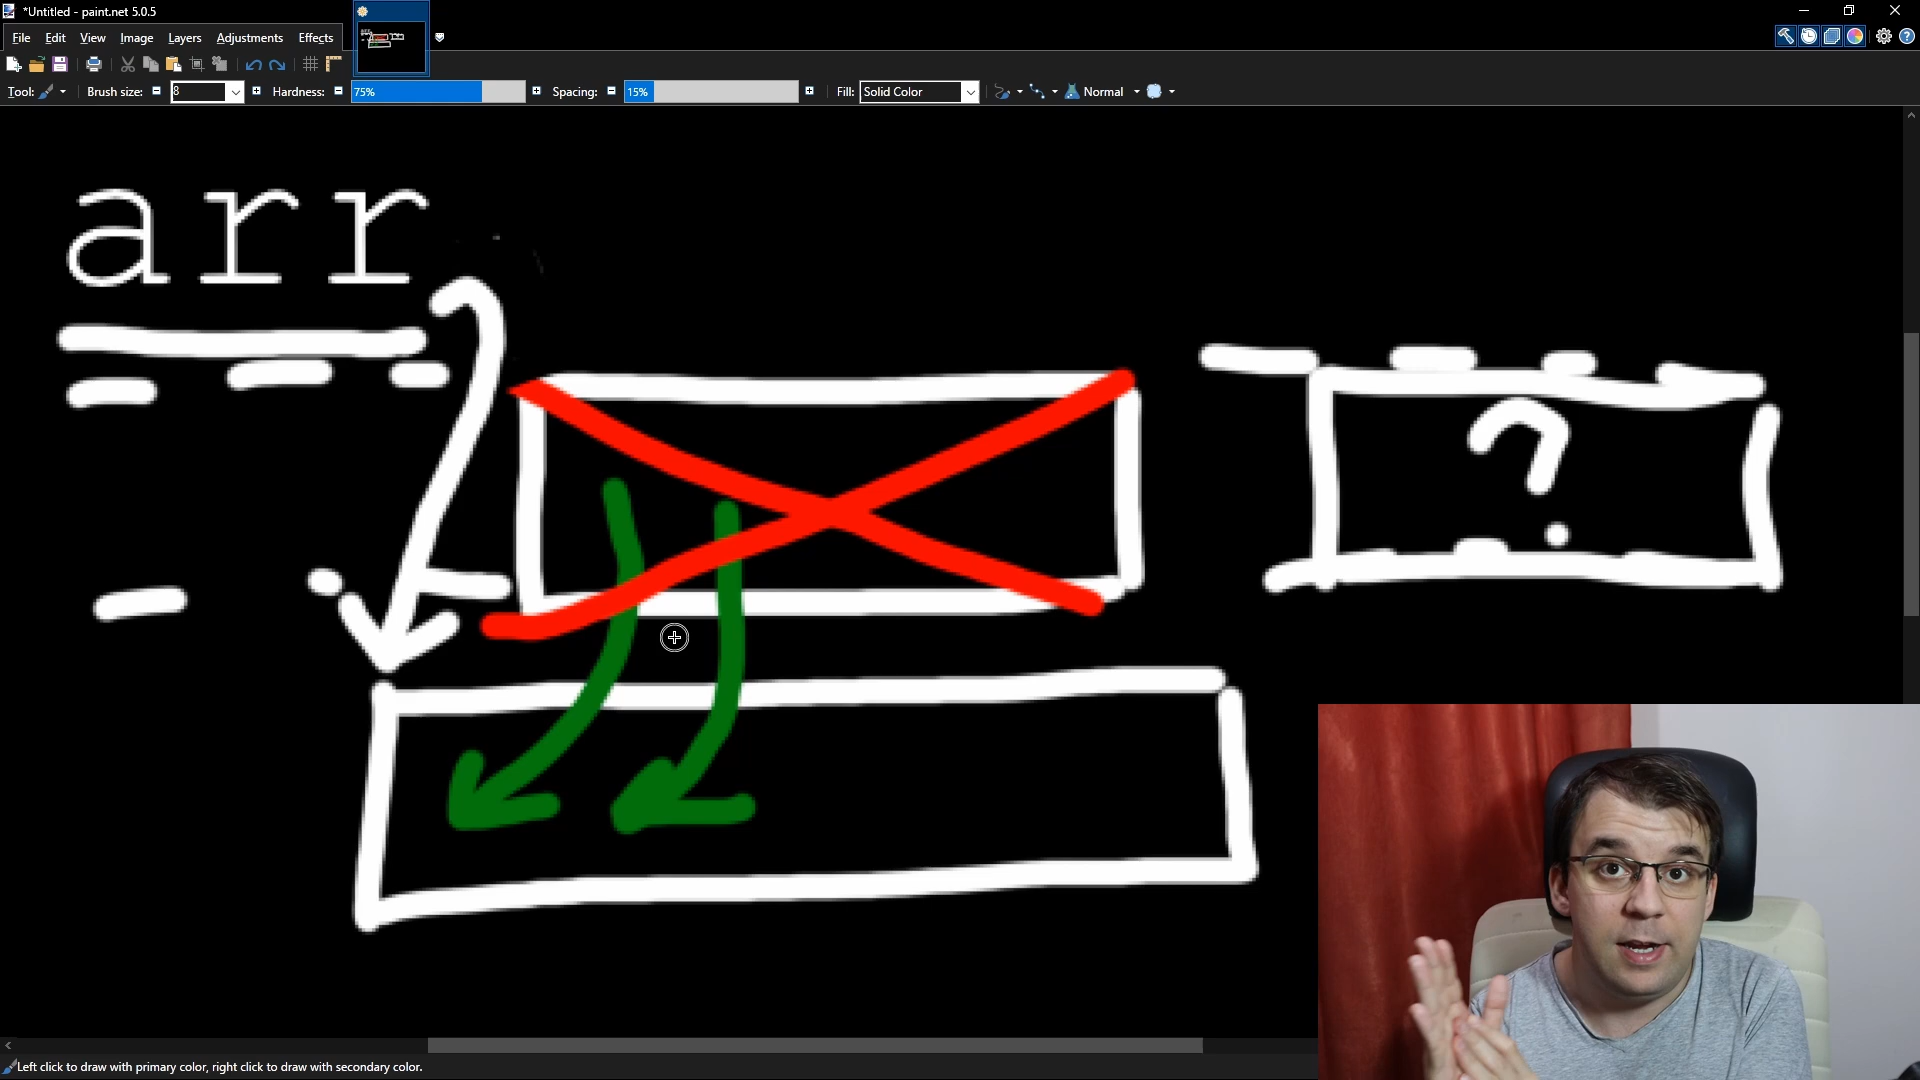 *Untitled - paint.net 5.0.5
File Edit View Image Layers Adjustments Effects
Tool: Brush size: 8 Hardness: 75% Spacing: 15% Fill: Solid Color Normal
arr
?
Left click to draw with primary color, right click to draw with secondary color.